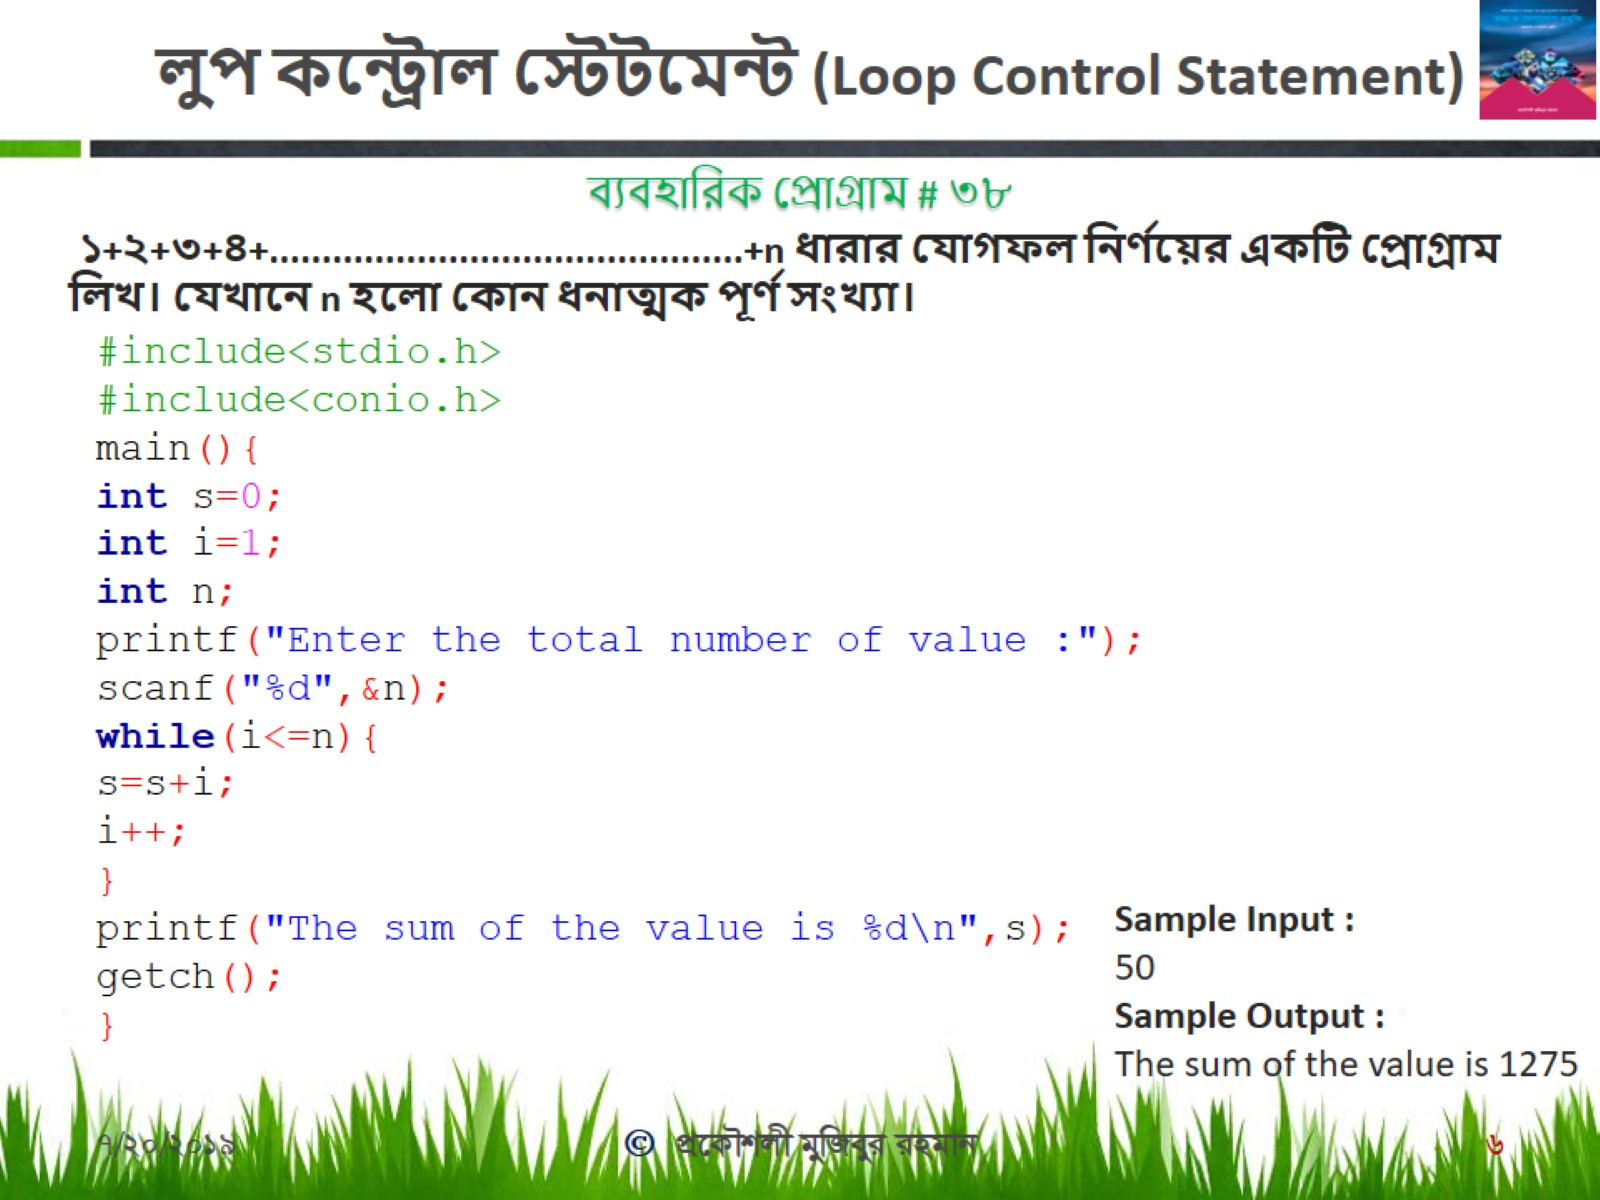 লুপ কন্ট্রোল স্টেটমেন্ট (Loop Control Statement)
ব্যবহারিক প্রোগ্রাম # ৩৮
১+২+৩+৪+.............................................+n ধারার যোগফল নির্ণয়ের একটি প্রোগ্রাম
লিখ। যেখানে n হলো কোন ধনাত্মক পূর্ণ সংখ্যা।
#include<stdio.h>
#include<conio.h>
main(){
int s=0;
int i=1;
int n;
printf("Enter the total number of value :");
scanf("%d",&n);
while(i<=n){
s=s+i;
i++;
}
printf("The sum of the value is %d\n",s);
getch();
}
Sample Input :
50
Sample Output :
The sum of the value is 1275
৭/২০/২০১৯
© প্রকৌশলী মুজিবুর রহমান
৬